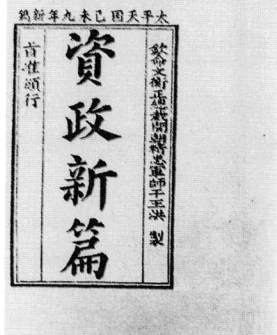 太平天囯己未九年新鐫
欽命文衡正總裁開朝精忠軍師干王洪 製
資政新篇
旨准頒行